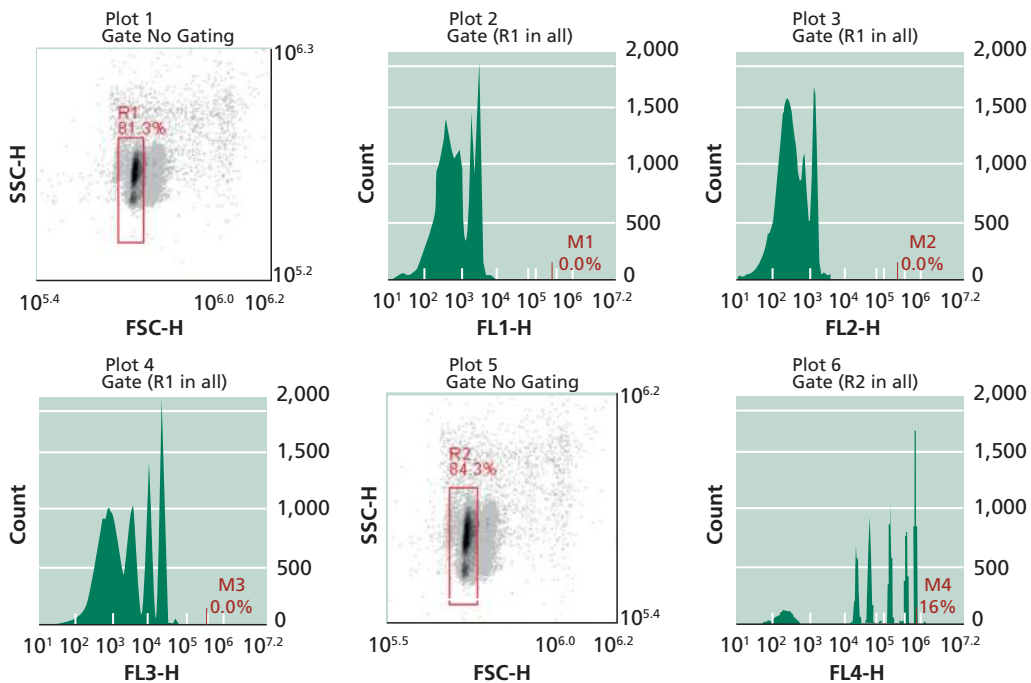 Plot 1
Gate No Gating
10^6.3
R1
81.3%
SSC-H
10^5.2
10^5.4 10^6.0 10^6.2
FSC-H
Plot 2
Gate (R1 in all)
2,000
1,500
1,000
500
0
Count
M1
0.0%
10^1 10^2 10^3 10^4 10^5 10^6 10^7.2
FL1-H
Plot 3
Gate (R1 in all)
2,000
1,500
1,000
500
0
Count
M2
0.0%
10^1 10^2 10^3 10^4 10^5 10^6 10^7.2
FL2-H
Plot 4
Gate (R1 in all)
2,000
1,500
1,000
500
0
Count
M3
0.0%
10^1 10^2 10^3 10^4 10^5 10^6 10^7.2
FL3-H
Plot 5
Gate No Gating
10^6.2
R2
84.3%
SSC-H
10^5.4
10^5.5 10^6.0 10^6.2
FSC-H
Plot 6
Gate (R2 in all)
2,000
1,500
1,000
500
0
Count
M4
16%
10^1 10^2 10^3 10^4 10^5 10^6 10^7.2
FL4-H